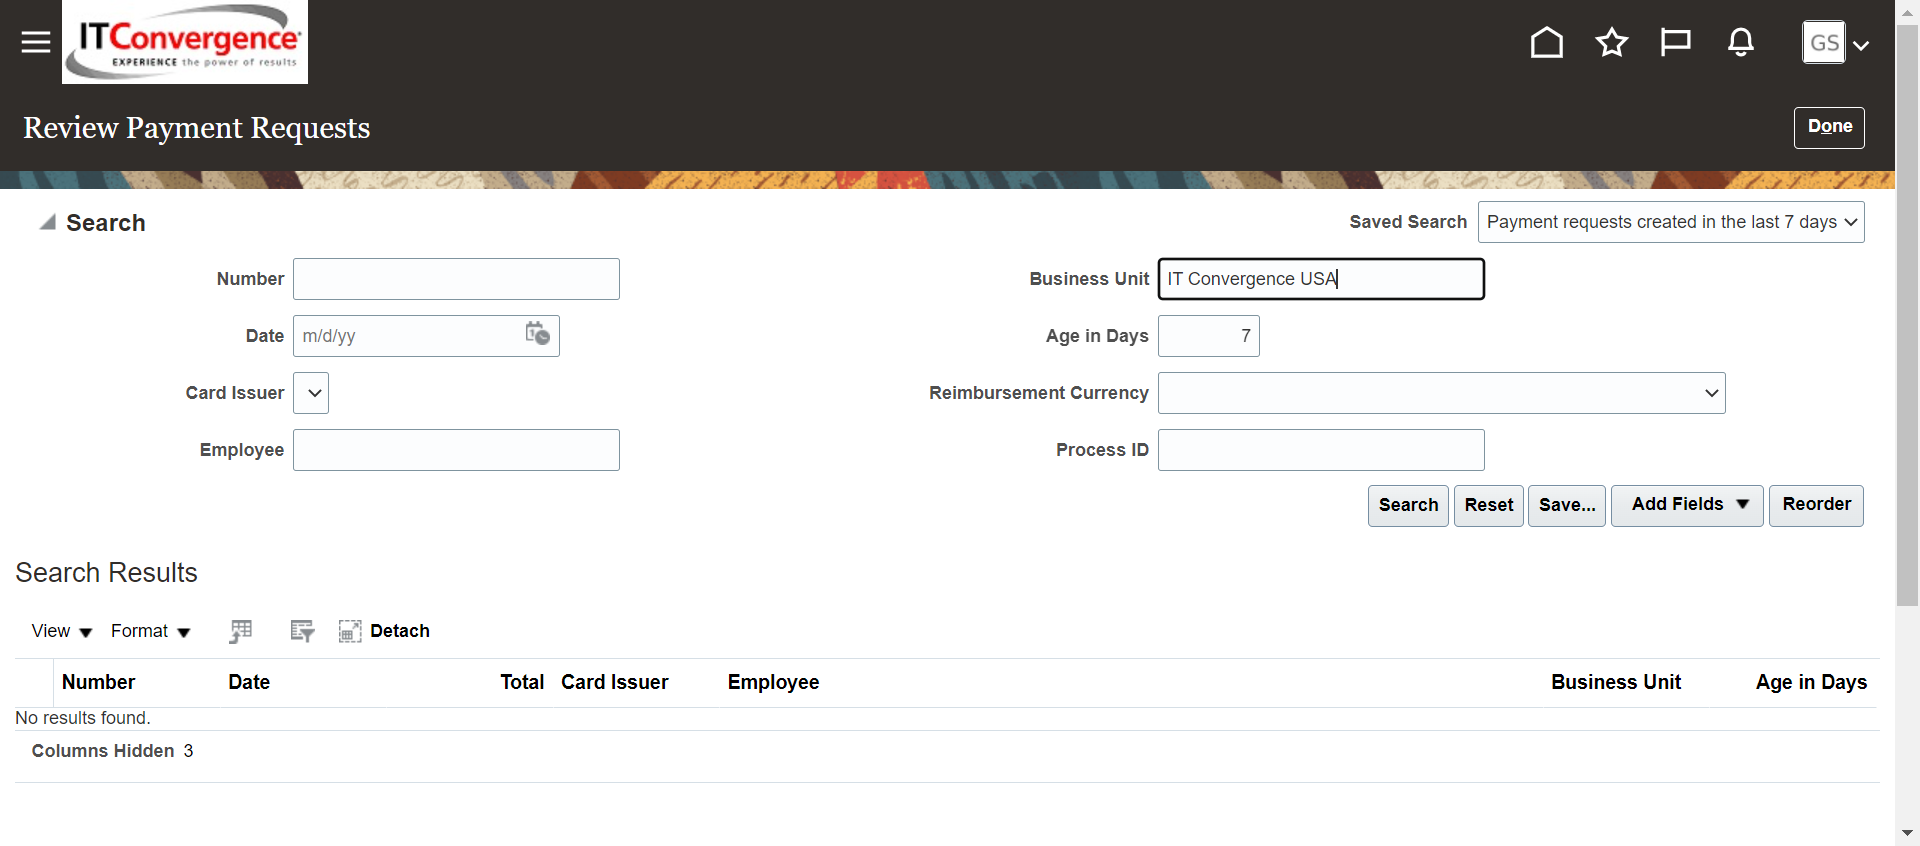 ITConvergence
EXPERIENCE the power of results
GS
Review Payment Requests
Done
Search
Saved Search Payment requests created in the last 7 days
Number
Business Unit IT Convergence USA
Date m/d/yy
Age in Days 7
Card Issuer
Reimbursement Currency
Employee
Process ID
Search Reset Save... Add Fields Reorder
Search Results
View Format Detach
Number Date Total Card Issuer Employee Business Unit Age in Days
No results found.
Columns Hidden 3